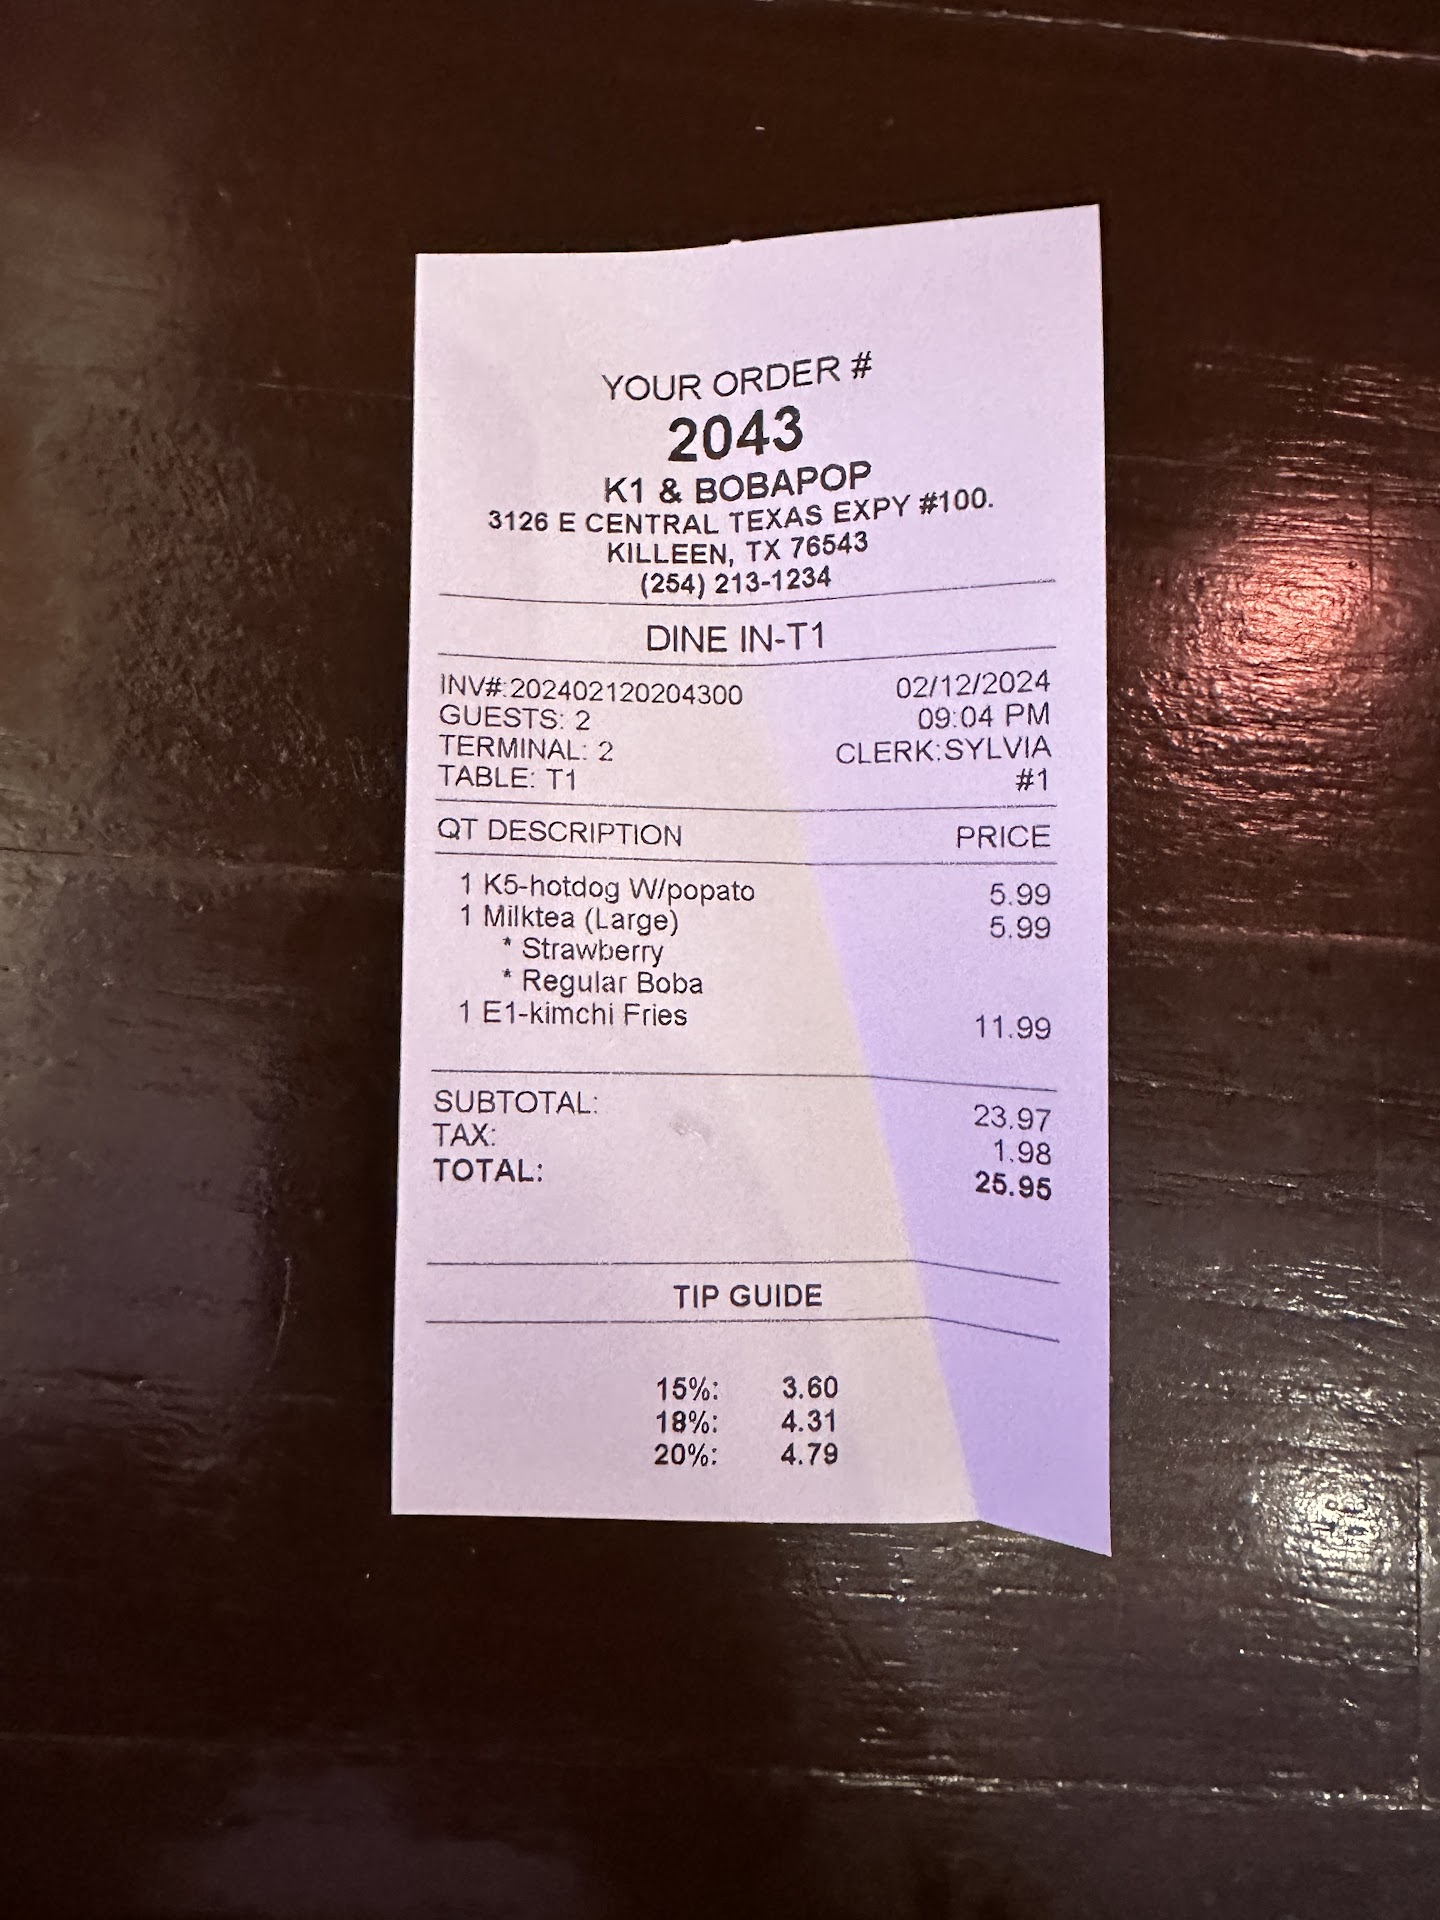 YOUR ORDER #
2043
K1 & BOBAPOP
3126 E CENTRAL TEXAS EXPY #100.
KILLEEN, TX 76543
(254) 213-1234
DINE IN-T1
INV#:202402120204300 02/12/2024
GUESTS: 2 09:04 PM
TERMINAL: 2 CLERK:SYLVIA
TABLE: T1 #1
QT DESCRIPTION PRICE
1 K5-hotdog W/popato 5.99
1 Milktea (Large) 5.99
* Strawberry
* Regular Boba
1 E1-kimchi Fries 11.99
SUBTOTAL: 23.97
TAX: 1.98
TOTAL: 25.95
TIP GUIDE
15%: 3.60
18%: 4.31
20%: 4.79